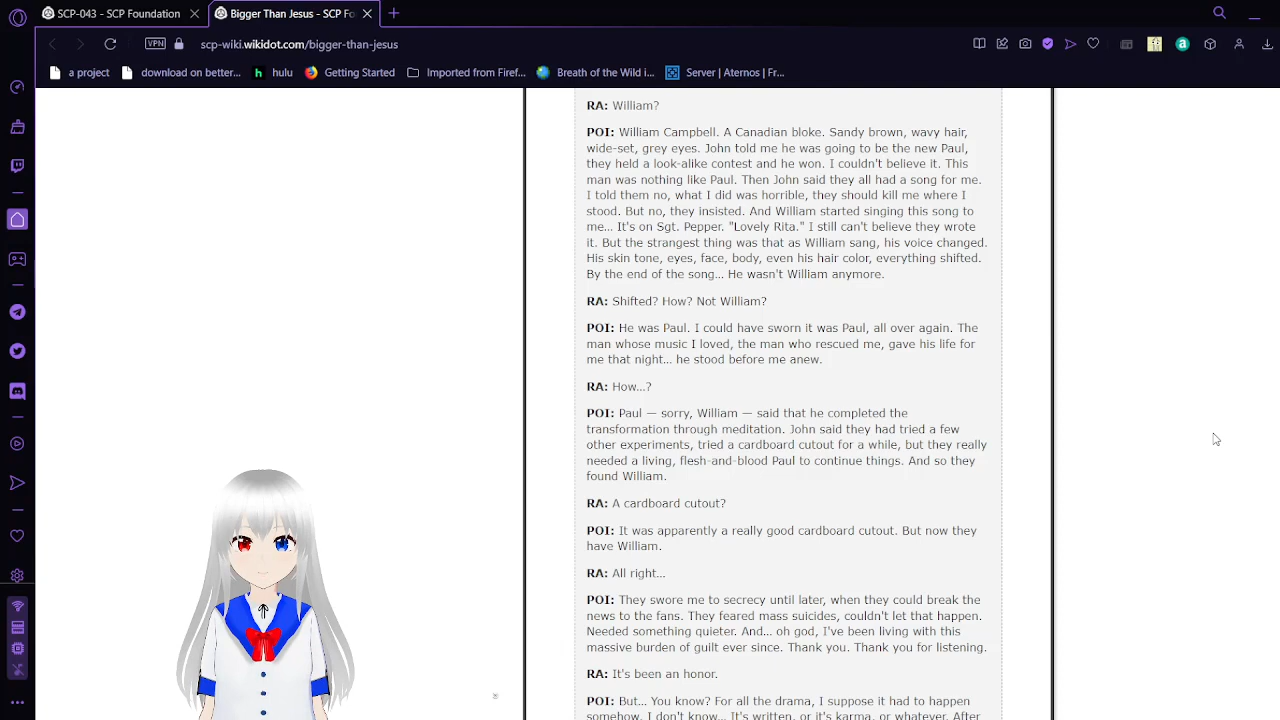 SCP-043 - SCP Foundation
Bigger Than Jesus - SCP Fo
VPN
scp-wiki.wikidot.com/bigger-than-jesus
a project
download on better...
hulu
Getting Started
Imported from Firef...
Breath of the Wild i...
Server | Aternos | Fr...
RA: William?
POI: William Campbell. A Canadian bloke. Sandy brown, wavy hair,
wide-set, grey eyes. John told me he was going to be the new Paul,
they held a look-alike contest and he won. I couldn't believe it. This
man was nothing like Paul. Then John said they all had a song for me.
I told them no, what I did was horrible, they should kill me where I
stood. But no, they insisted. And William started singing this song to
me... It's on Sgt. Pepper. "Lovely Rita." I still can't believe they wrote
it. But the strangest thing was that as William sang, his voice changed.
His skin tone, eyes, face, body, even his hair color, everything shifted.
By the end of the song... He wasn't William anymore.
RA: Shifted? How? Not William?
POI: He was Paul. I could have sworn it was Paul, all over again. The
man whose music I loved, the man who rescued me, gave his life for
me that night... he stood before me anew.
RA: How...?
POI: Paul — sorry, William — said that he completed the
transformation through meditation. John said they had tried a few
other experiments, tried a cardboard cutout for a while, but they really
needed a living, flesh-and-blood Paul to continue things. And so they
found William.
RA: A cardboard cutout?
POI: It was apparently a really good cardboard cutout. But now they
have William.
RA: All right...
POI: They swore me to secrecy until later, when they could break the
news to the fans. They feared mass suicides, couldn't let that happen.
Needed something quieter. And... oh god, I've been living with this
massive burden of guilt ever since. Thank you. Thank you for listening.
RA: It's been an honor.
POI: But... You know? For all the drama, I suppose it had to happen
somehow. I don't know... It's written, or it's karma, or whatever. After